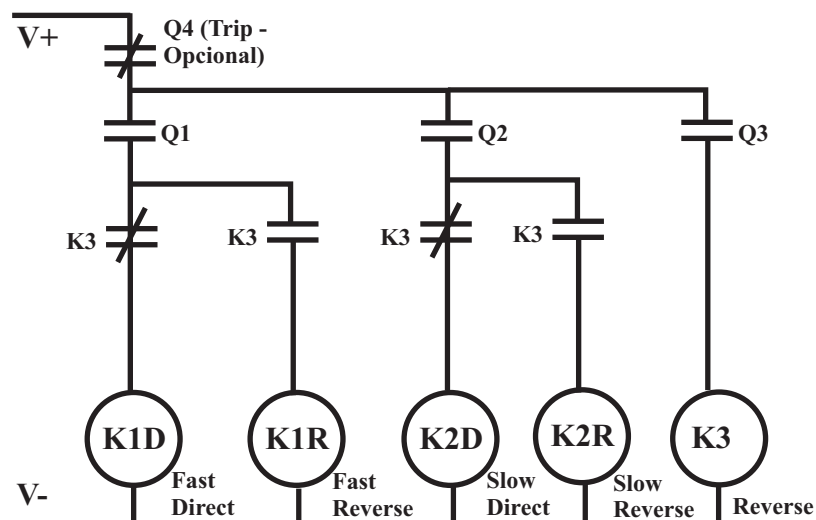 V+
Q4 (Trip -
Opcional)
Q1
Q2
Q3
K3
K3
K3
K3
K1D
K1R
K2D
K2R
K3
Fast
Direct
Fast
Reverse
Slow
Direct
Slow
Reverse
Reverse
V-